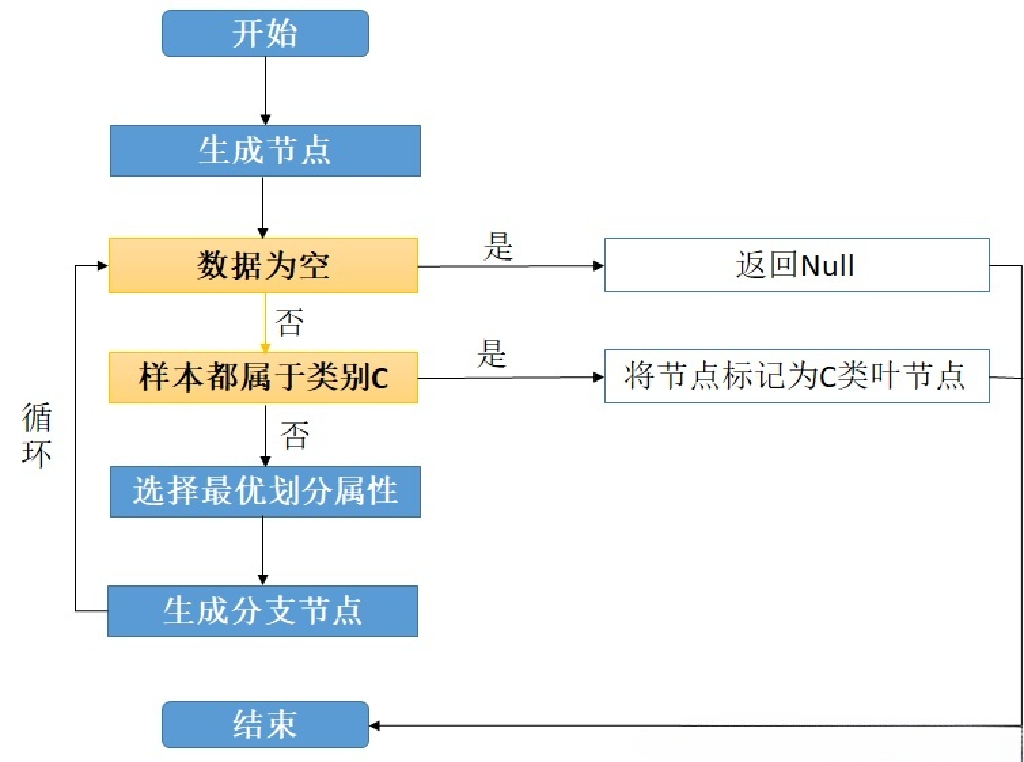 开始
生成节点
数据为空
是
返回Null
否
样本都属于类别C
是
将节点标记为C类叶节点
否
循
环
选择最优划分属性
生成分支节点
结束